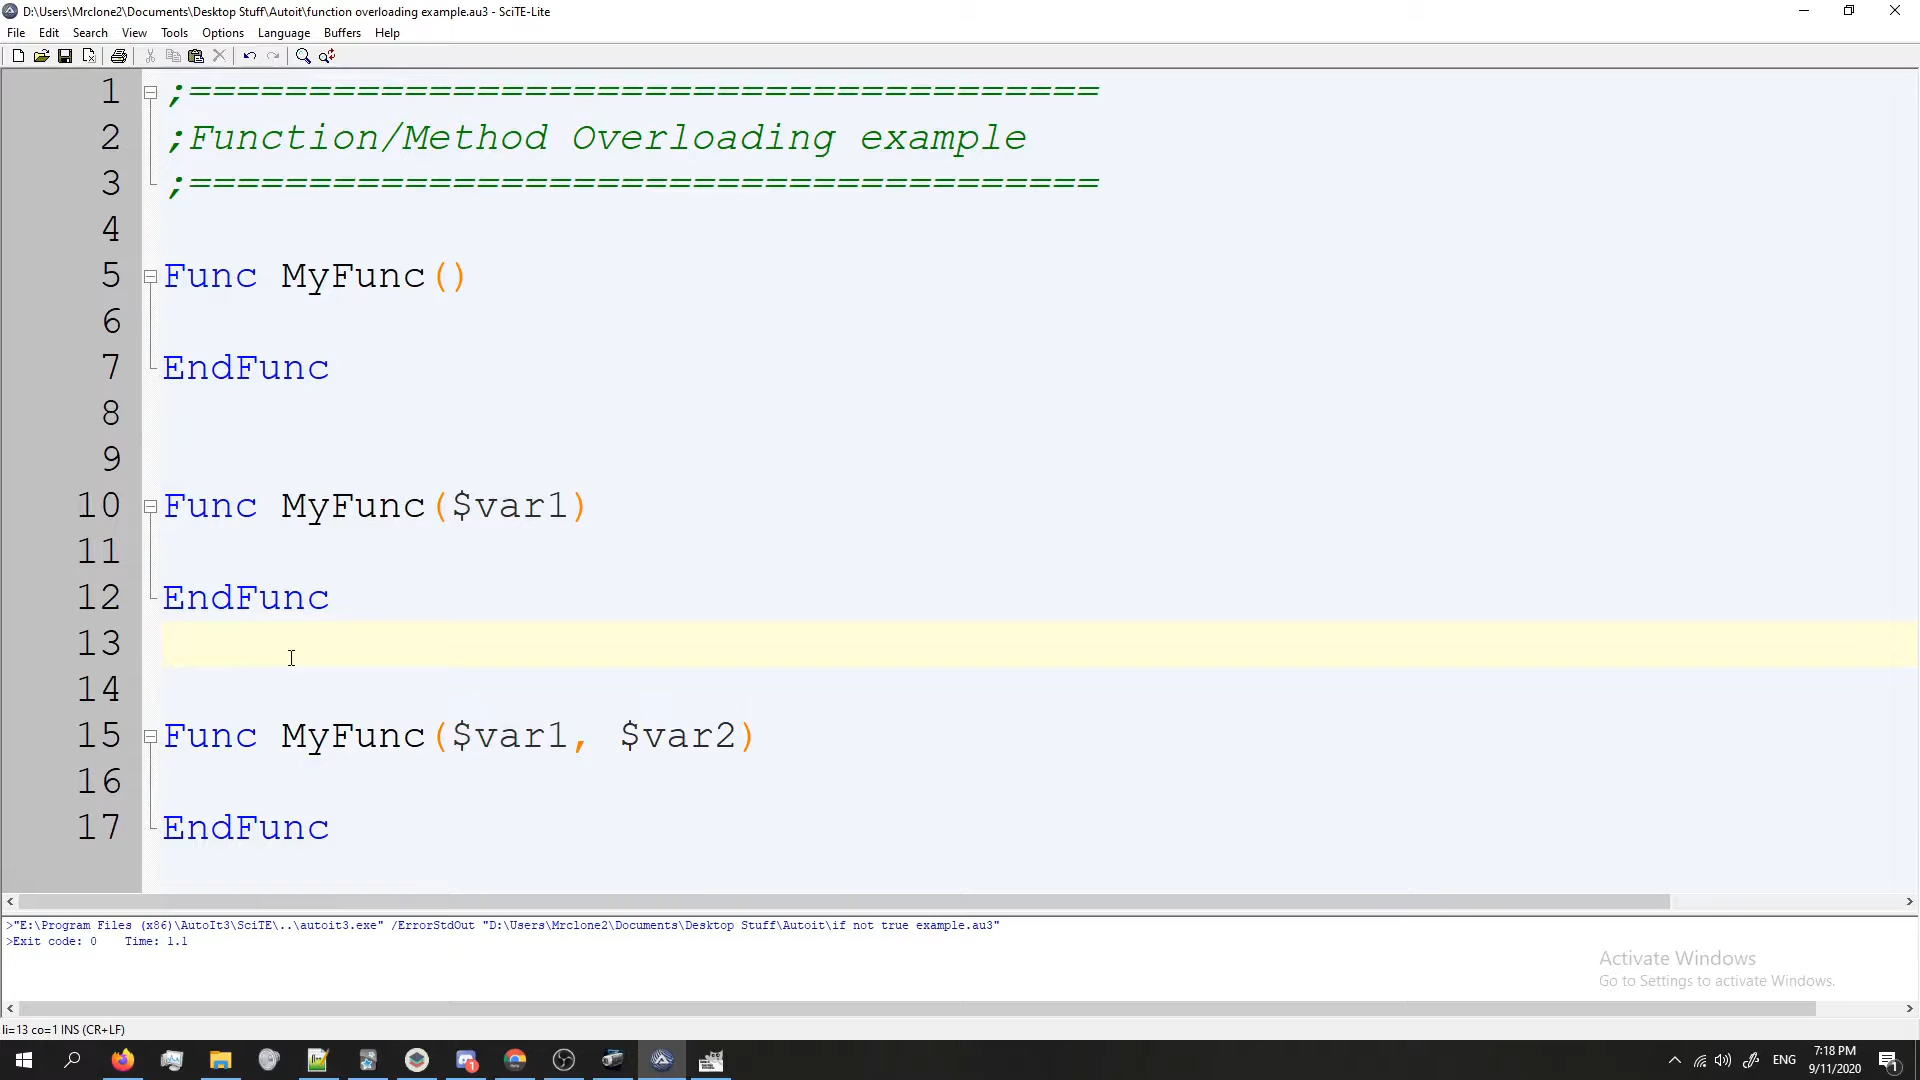 D:\Users\Mrclone2\Documents\Desktop Stuff\Autoit\function overloading example.au3 - SciTE-Lite
File Edit Search View Tools Options Language Buffers Help
1 ;======================================
2 ;Function/Method Overloading example
3 ;======================================
4
5 Func MyFunc()
6
7 EndFunc
8
9
10 Func MyFunc($var1)
11
12 EndFunc
13
14
15 Func MyFunc($var1, $var2)
16
17 EndFunc
>"E:\Program Files (x86)\AutoIt3\SciTE\..\autoit3.exe" /ErrorStdOut "D:\Users\Mrclone2\Documents\Desktop Stuff\Autoit\if not true example.au3"
>Exit code: 0 Time: 1.1
Activate Windows
Go to Settings to activate Windows.
li=13 co=1 INS (CR+LF)
ENG
7:18 PM
9/11/2020
1
1